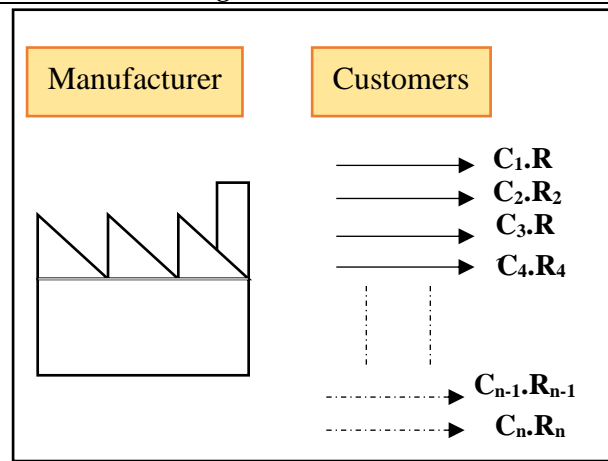 Manufacturer
Customers
C₁.R
C₂.R₂
C₃.R
C₄.R₄
Cₙ₋₁.Rₙ₋₁
Cₙ.Rₙ